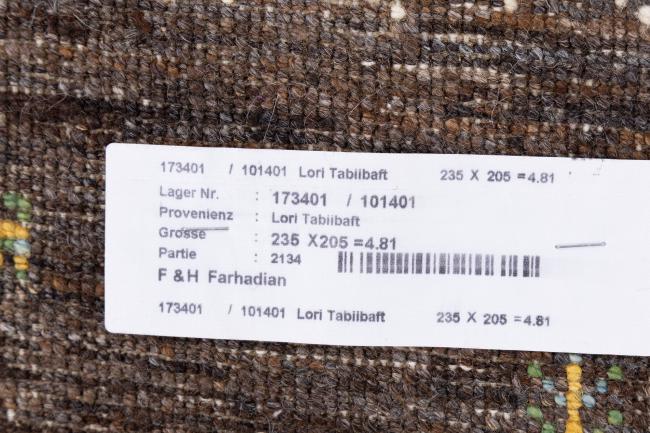 173401 / 101401 Lori Tabiibaft 235 X 205 =4.81
Lager Nr. : 173401 / 101401
Provenienz : Lori Tabiibaft
Grosse : 235 X205 =4.81
Partie : 2134
F & H Farhadian
173401 / 101401 Lori Tabiibaft 235 X 205 =4.81